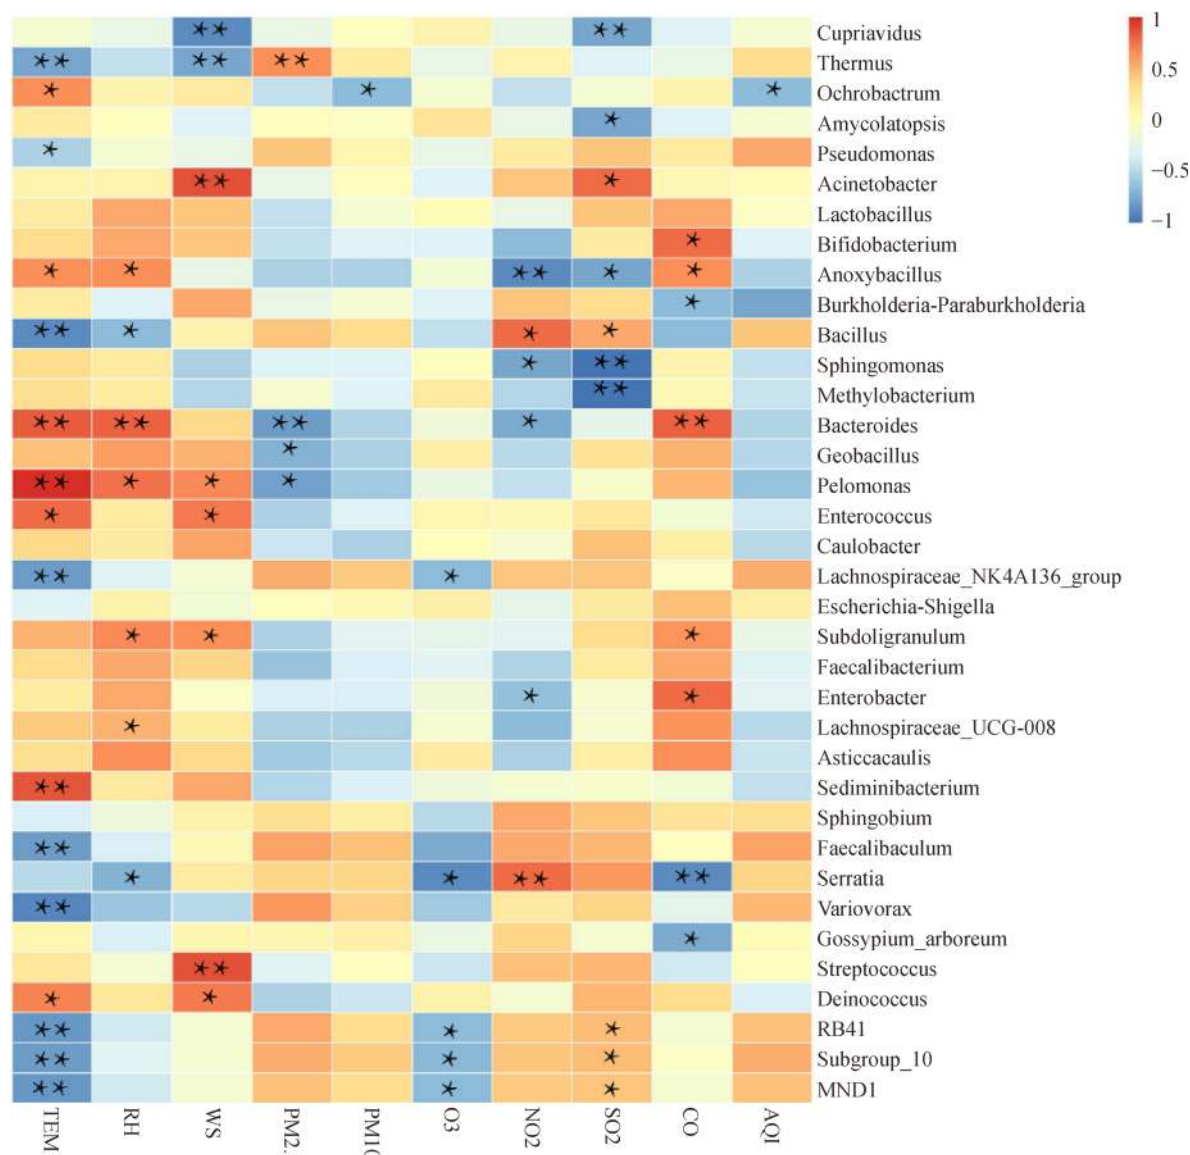 Cupriavidus
1
Thermus
0.5
Ochrobactrum
0
Amycolatopsis
Pseudomonas
−0.5
Acinetobacter
Lactobacillus
−1
Bifidobacterium
Anoxybacillus
Burkholderia-Paraburkholderia
Bacillus
Sphingomonas
Methylobacterium
Bacteroides
Geobacillus
Pelomonas
Enterococcus
Caulobacter
Lachnospiraceae_NK4A136_group
Escherichia-Shigella
Subdoligranulum
Faecalibacterium
Enterobacter
Lachnospiraceae_UCG-008
Asticcacaulis
Sediminibacterium
Sphingobium
Faecalibaculum
Serratia
Variovorax
Gossypium_arboreum
Streptococcus
Deinococcus
RB41
Subgroup_10
MND1
TEM
RH
WS
PM2.
PM10
O3
NO2
SO2
CO
AQI